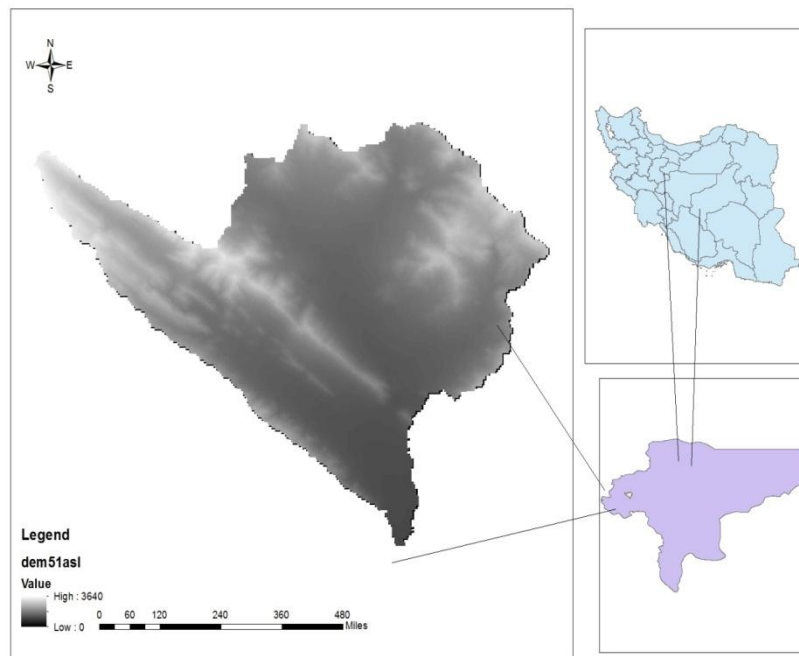 N
W E
S
Legend
dem51asl
Value
High : 3640
Low : 0
0 60 120 240 360 480
Miles